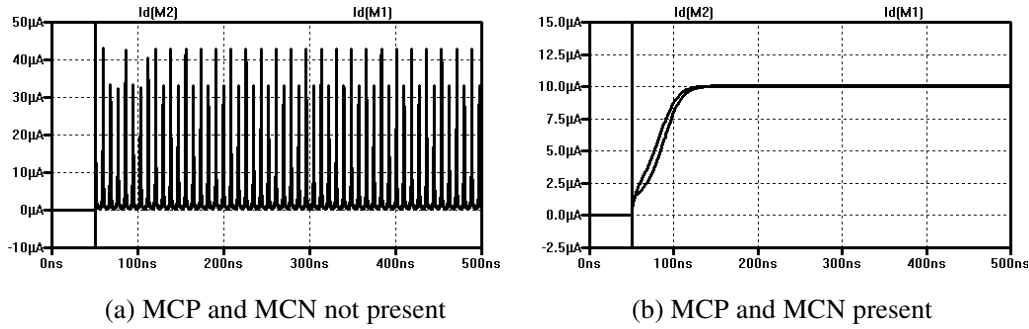 Id(M2) Id(M1)
50µA
40µA
30µA
20µA
10µA
0µA
-10µA
0ns 100ns 200ns 300ns 400ns 500ns
(a) MCP and MCN not present
Id(M2) Id(M1)
15.0µA
12.5µA
10.0µA
7.5µA
5.0µA
2.5µA
0.0µA
-2.5µA
0ns 100ns 200ns 300ns 400ns 500ns
(b) MCP and MCN present